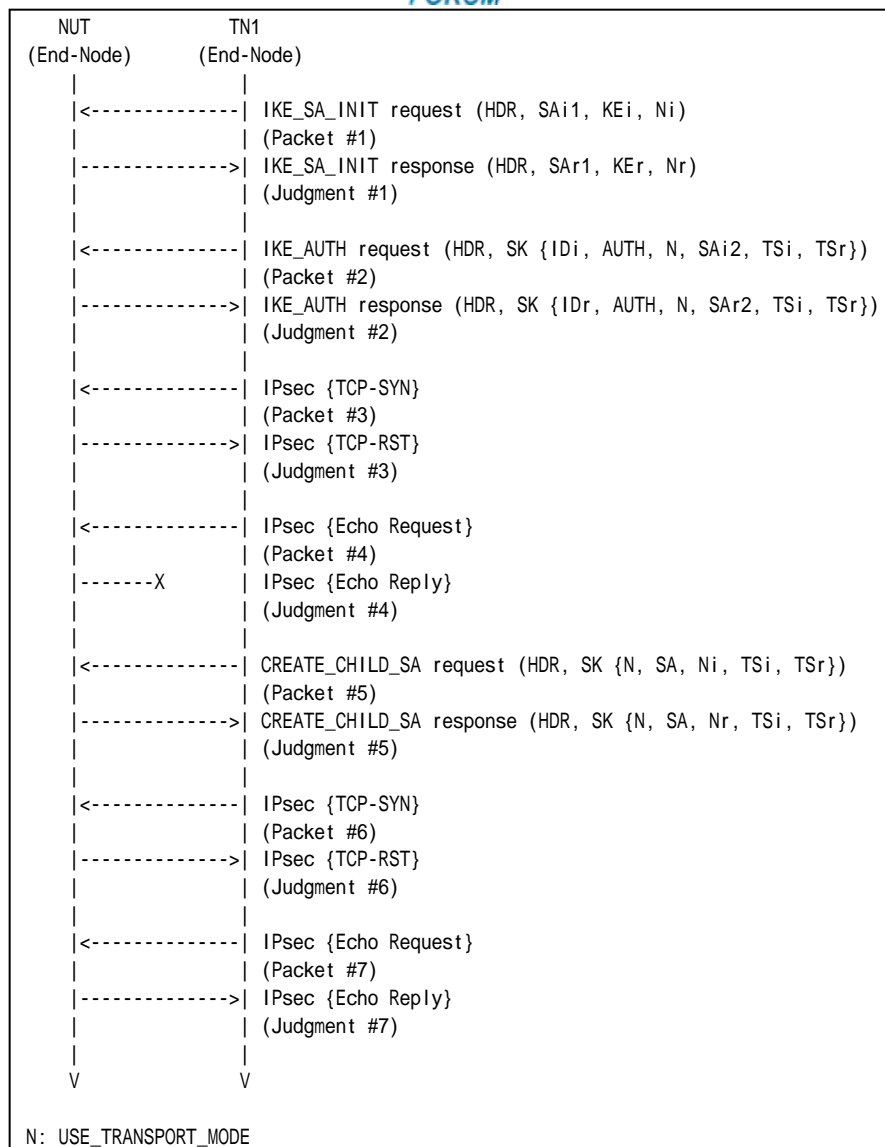 FORUM
NUT TN1
(End-Node) (End-Node)
| |
|<--------------| IKE_SA_INIT request (HDR, SAi1, KEi, Ni)
| | (Packet #1)
|-------------->| IKE_SA_INIT response (HDR, SAr1, KEr, Nr)
| | (Judgment #1)
| |
|<--------------| IKE_AUTH request (HDR, SK {IDi, AUTH, N, SAi2, TSi, TSr})
| | (Packet #2)
|-------------->| IKE_AUTH response (HDR, SK {IDr, AUTH, N, SAr2, TSi, TSr})
| | (Judgment #2)
| |
|<--------------| IPsec {TCP-SYN}
| | (Packet #3)
|-------------->| IPsec {TCP-RST}
| | (Judgment #3)
| |
|<--------------| IPsec {Echo Request}
| | (Packet #4)
|-------X | IPsec {Echo Reply}
| | (Judgment #4)
| |
|<--------------| CREATE_CHILD_SA request (HDR, SK {N, SA, Ni, TSi, TSr})
| | (Packet #5)
|-------------->| CREATE_CHILD_SA response (HDR, SK {N, SA, Nr, TSi, TSr})
| | (Judgment #5)
| |
|<--------------| IPsec {TCP-SYN}
| | (Packet #6)
|-------------->| IPsec {TCP-RST}
| | (Judgment #6)
| |
|<--------------| IPsec {Echo Request}
| | (Packet #7)
|-------------->| IPsec {Echo Reply}
| | (Judgment #7)
| |
V V
N: USE_TRANSPORT_MODE